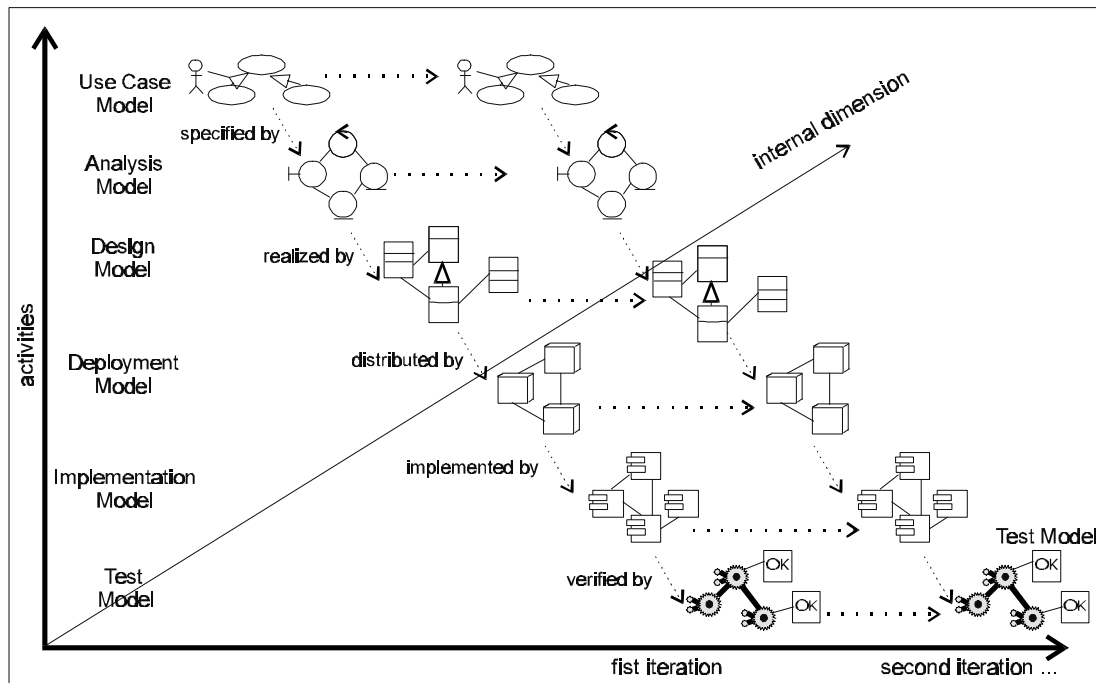 Use Case
Model
specified by
internal dimension
Analysis
Model
Design
Model
realized by
activities
Deployment
Model
distributed by
Implementation
Model
implemented by
Test Model
OK
OK
Test
Model
verified by
OK
OK
fist iteration
second iteration ...